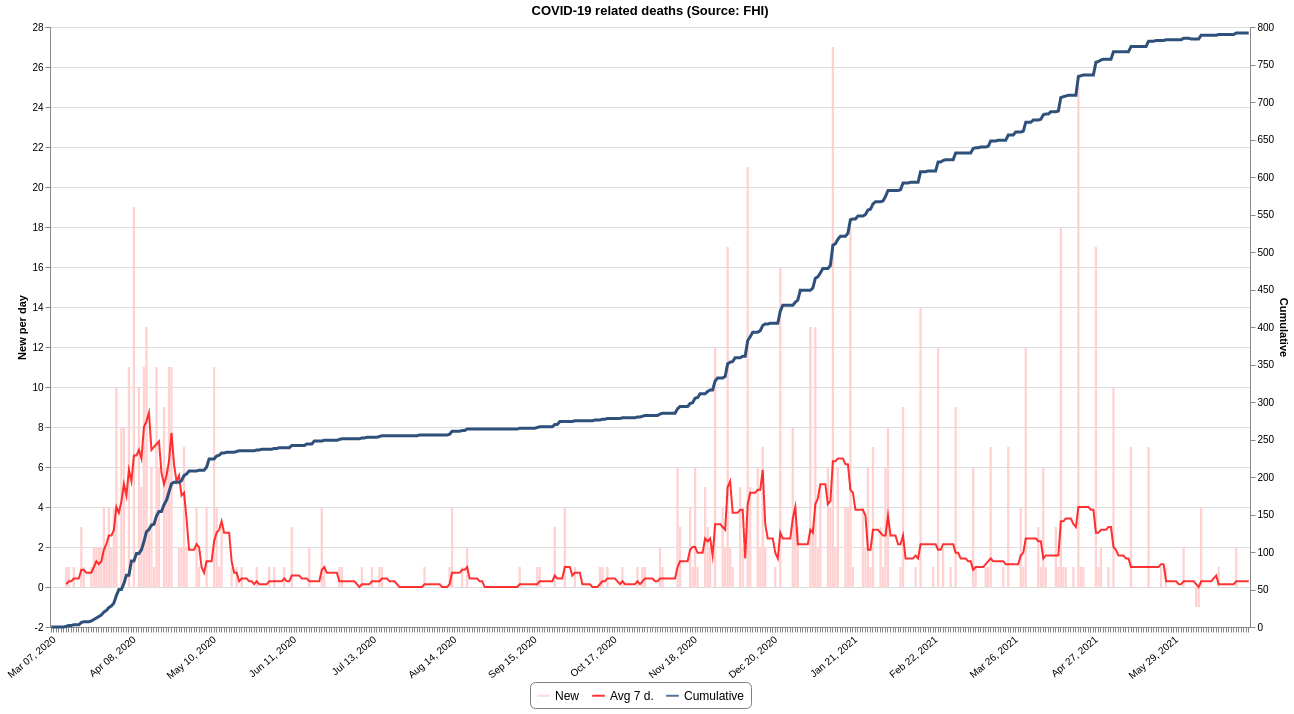 COVID-19 related deaths (Source: FHI)
28
26
24
22
20
18
16
14
12
10
8
6
4
2
0
-2
New per day
800
750
700
650
600
550
500
450
400
350
300
250
200
150
100
50
0
Cumulative
Mar 07, 2020
Apr 08, 2020
May 10, 2020
Jun 11, 2020
Jul 13, 2020
Aug 14, 2020
Sep 15, 2020
Oct 17, 2020
Nov 18, 2020
Dec 20, 2020
Jan 21, 2021
Feb 22, 2021
Mar 26, 2021
Apr 27, 2021
May 29, 2021
New Avg 7 d. Cumulative